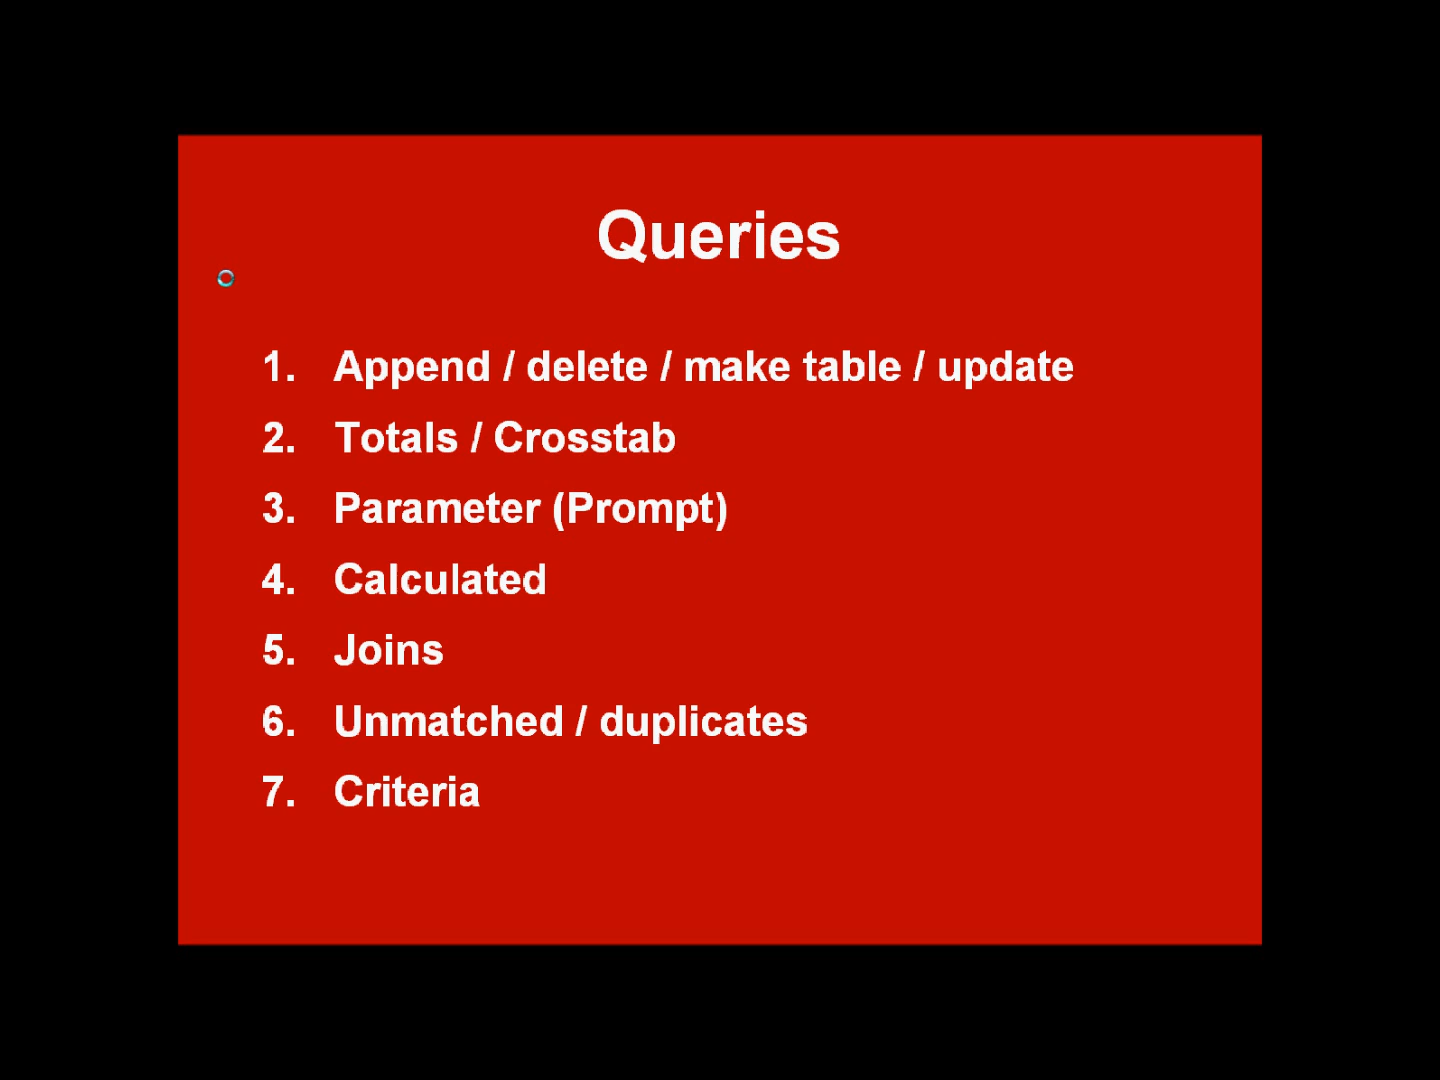 Queries
1. Append / delete / make table / update
2. Totals / Crosstab
3. Parameter (Prompt)
4. Calculated
5. Joins
6. Unmatched / duplicates
7. Criteria